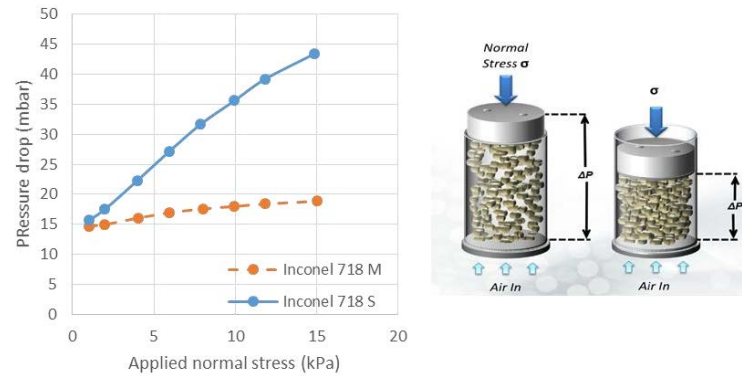 50
45
40
35
30
25
20
15
10
5
0
PRessure drop (mbar)
0 5 10 15 20
Applied normal stress (kPa)
Inconel 718 M
Inconel 718 S
Normal
Stress σ
σ
ΔP
ΔP
Air In
Air In